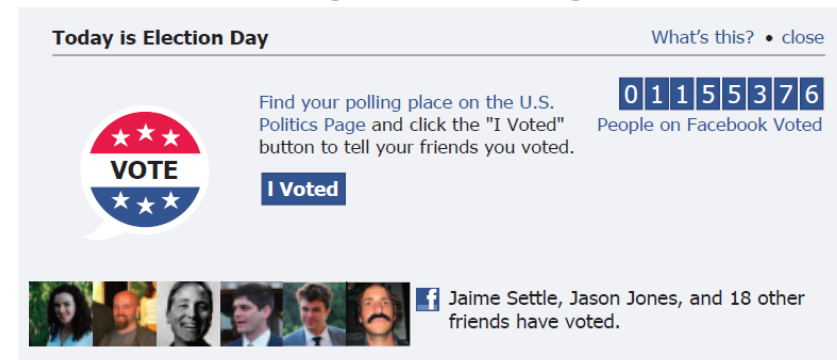 Today is Election Day
What's this? • close
Find your polling place on the U.S.
Politics Page and click the "I Voted"
button to tell your friends you voted.
I Voted
01155376
People on Facebook Voted
VOTE
f
Jaime Settle, Jason Jones, and 18 other
friends have voted.